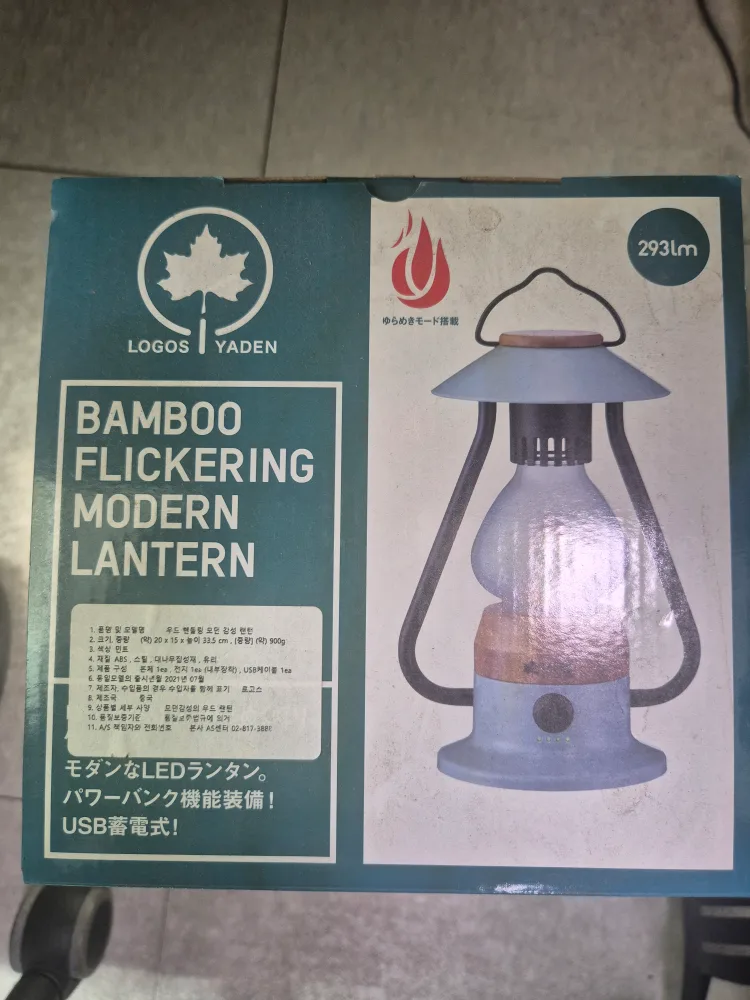 LOGOS YADEN
BAMBOO
FLICKERING
MODERN
LANTERN
1. 품명 및 모델명 우드 핸들링 모던 감성 랜턴
2. 크기, 중량 (약) 20 x 15 x 높이 33.5 cm , [중량] (약) 900g
3. 색상 민트
4. 재질 ABS , 스틸 , 대나무집성재 , 유리
5. 제품 구성 본체 1ea , 전지 1ea (내부장착) , USB케이블 1ea
6. 동일모델의 출시년월 2021년 07월
7. 제조자, 수입품의 경우 수입자를 함께 표기 로고스
8. 제조국 중국
9. 상품별 세부 사양 모던감성의 우드 랜턴
10. 품질보증기준 품질보증법규에 의거
11. A/S 책임자와 전화번호 본사 AS센터
モダンなLEDランタン。
パワーバンク機能装備!
USB蓄電式!
ゆらめきモード搭載
293lm